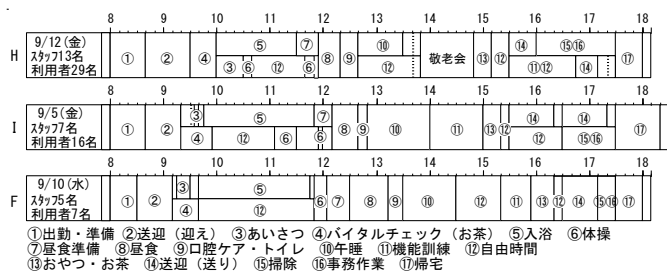 8 9 10 11 12 13 14 15 16 17 18
H 9/12(金) スタッフ13名 利用者29名
① ② ④ ⑤ ⑦ ⑧ ⑨ ⑩ 敬老会 ⑬ ⑫ ⑭ ⑮⑯ ⑰
③ ⑥ ⑫ ⑥ ⑫ ⑪⑫ ⑭
8 9 10 11 12 13 14 15 16 17 18
I 9/5(金) スタッフ7名 利用者16名
① ② ③ ⑤ ⑦ ⑧ ⑨ ⑩ ⑪ ⑬ ⑫ ⑭ ⑭ ⑰
④ ⑫ ⑥ ⑥ ⑫ ⑮⑯
8 9 10 11 12 13 14 15 16 17 18
F 9/10(水) スタッフ5名 利用者7名
① ② ③ ⑤ ⑥ ⑦ ⑧ ⑨ ⑩ ⑫ ⑪ ⑬ ⑫ ⑭ ⑮ ⑯ ⑰
④ ⑫
①出勤・準備 ②送迎(迎え) ③あいさつ ④バイタルチェック(お茶) ⑤入浴 ⑥体操
⑦昼食準備 ⑧昼食 ⑨口腔ケア・トイレ ⑩午睡 ⑪機能訓練 ⑫自由時間
⑬おやつ・お茶 ⑭送迎(送り) ⑮掃除 ⑯事務作業 ⑰帰宅